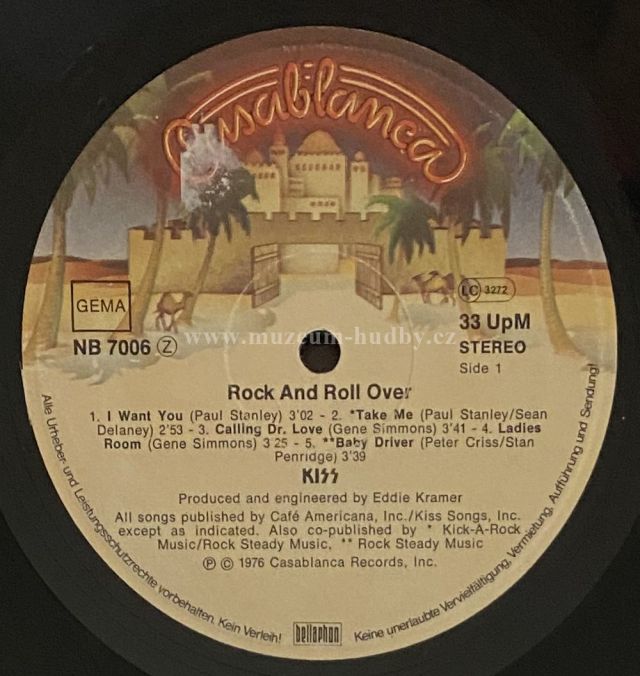 Casablanca
GEMA
NB 7006 Z
LC 3272
33 UpM
STEREO
Side 1
www.muzeum-hudby.cz
Rock And Roll Over
1. I Want You (Paul Stanley) 3'02 - 2. *Take Me (Paul Stanley/Sean
Delaney) 2'53 - 3. Calling Dr. Love (Gene Simmons) 3'41 - 4. Ladies
Room (Gene Simmons) 3'25 - 5. **Baby Driver (Peter Criss/Stan
Penridge) 3'39
KISS
Produced and engineered by Eddie Kramer
All songs published by Café Americana, Inc./Kiss Songs, Inc.
except as indicated. Also co-published by * Kick-A-Rock
Music/Rock Steady Music, ** Rock Steady Music
Ⓟ © 1976 Casablanca Records, Inc.
Alle Urheber- und Leistungsschutzrechte vorbehalten. Kein Verleih!
bellaphon
Keine unerlaubte Vervielfältigung, Vermietung, Aufführung und Sendung!